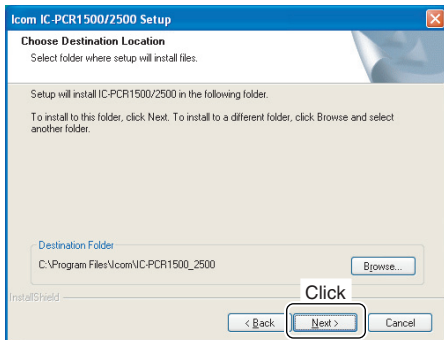 Icom IC-PCR1500/2500 Setup
Choose Destination Location
Select folder where setup will install files.
Setup will install IC-PCR1500/2500 in the following folder.
To install to this folder, click Next. To install to a different folder, click Browse and select
another folder.
Destination Folder
C:\Program Files\Icom\IC-PCR1500_2500
Browse...
Click
InstallShield
< Back Next > Cancel